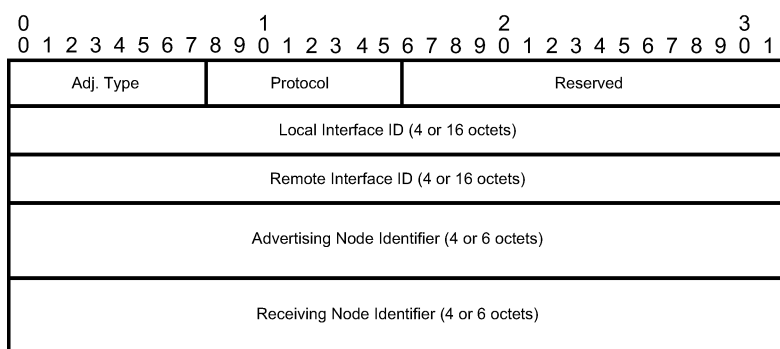 0 1 2 3
0 1 2 3 4 5 6 7 8 9 0 1 2 3 4 5 6 7 8 9 0 1 2 3 4 5 6 7 8 9 0 1
Adj. Type Protocol Reserved
Local Interface ID (4 or 16 octets)
Remote Interface ID (4 or 16 octets)
Advertising Node Identifier (4 or 6 octets)
Receiving Node Identifier (4 or 6 octets)